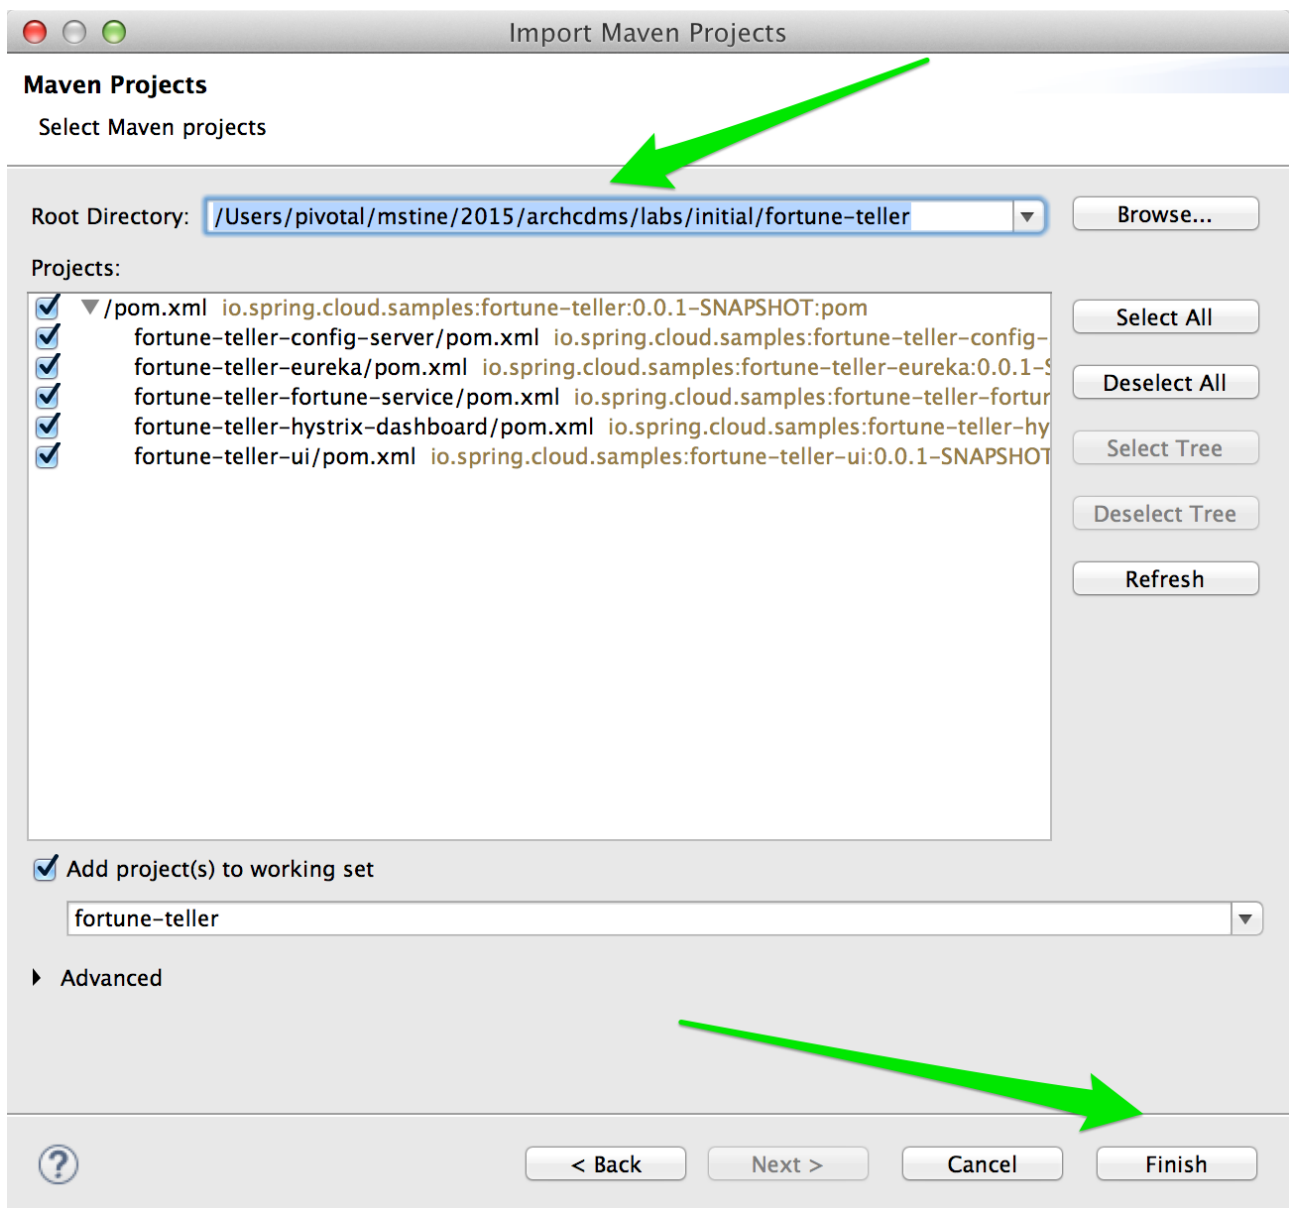 Import Maven Projects
Maven Projects
Select Maven projects
Root Directory: /Users/pivotal/mstine/2015/archcdms/labs/initial/fortune-teller Browse...
Projects:
/pom.xml io.spring.cloud.samples:fortune-teller:0.0.1-SNAPSHOT:pom
fortune-teller-config-server/pom.xml io.spring.cloud.samples:fortune-teller-config-
fortune-teller-eureka/pom.xml io.spring.cloud.samples:fortune-teller-eureka:0.0.1-S
fortune-teller-fortune-service/pom.xml io.spring.cloud.samples:fortune-teller-fortur
fortune-teller-hystrix-dashboard/pom.xml io.spring.cloud.samples:fortune-teller-hy
fortune-teller-ui/pom.xml io.spring.cloud.samples:fortune-teller-ui:0.0.1-SNAPSHOT
Select All
Deselect All
Select Tree
Deselect Tree
Refresh
Add project(s) to working set
fortune-teller
Advanced
? < Back Next > Cancel Finish